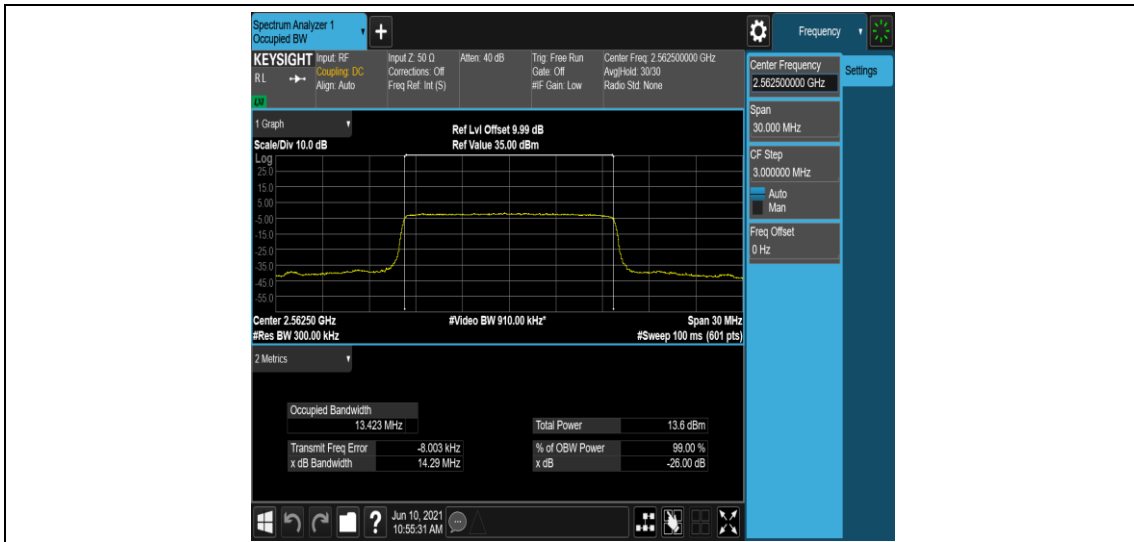 Spectrum Analyzer 1
Occupied BW
+
Frequency
KEYSIGHT
RL
LXI
Input: RF
Coupling: DC
Align: Auto
Input Z: 50 Ω
Corrections: Off
Freq Ref: Int (S)
Atten: 40 dB
Trig: Free Run
Gate: Off
#IF Gain: Low
Center Freq: 2.562500000 GHz
Avg|Hold: 30/30
Radio Std: None
Center Frequency
2.562500000 GHz
Settings
Span
30.000 MHz
CF Step
3.000000 MHz
Auto
Man
Freq Offset
0 Hz
1 Graph
Scale/Div 10.0 dB
Ref Lvl Offset 9.99 dB
Ref Value 35.00 dBm
Log
25.0
15.0
5.00
-5.00
-15.0
-25.0
-35.0
-45.0
-55.0
Center 2.56250 GHz
#Res BW 300.00 kHz
#Video BW 910.00 kHz*
Span 30 MHz
#Sweep 100 ms (601 pts)
2 Metrics
Occupied Bandwidth
13.423 MHz
Total Power 13.6 dBm
Transmit Freq Error -8.003 kHz
% of OBW Power 99.00 %
x dB Bandwidth 14.29 MHz
x dB -26.00 dB
?
Jun 10, 2021
10:55:31 AM